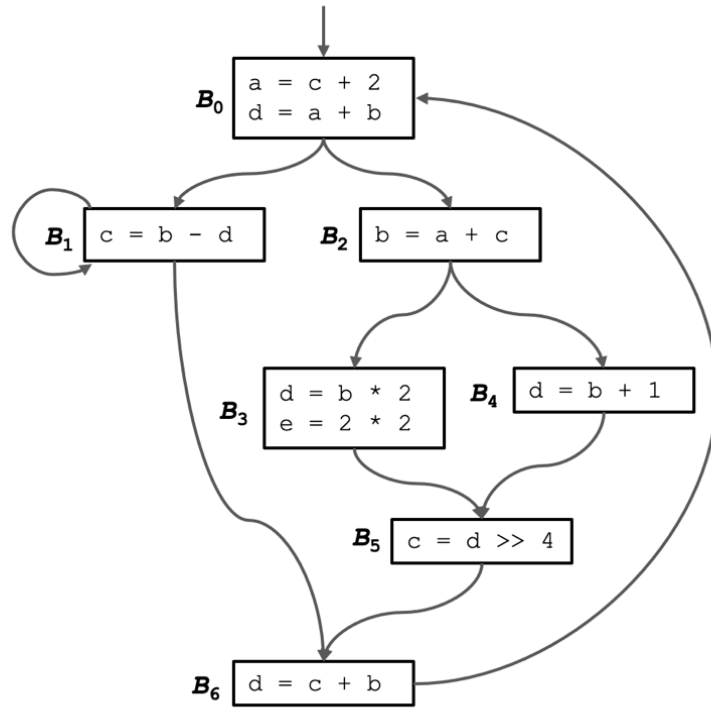 B0
a = c + 2
d = a + b
B1
c = b - d
B2
b = a + c
B3
d = b * 2
e = 2 * 2
B4
d = b + 1
B5
c = d >> 4
B6
d = c + b